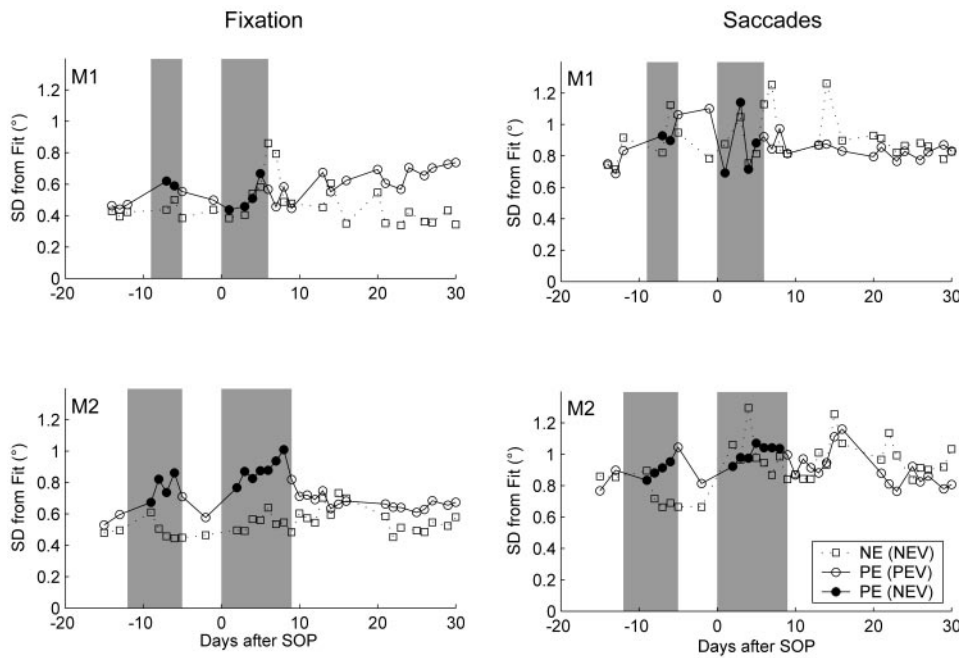 Fixation
Saccades
M1
SD from Fit (°)
1.2
1
0.8
0.6
0.4
0.2
0
-20 -10 0 10 20 30
M1
SD from Fit (°)
1.2
1
0.8
0.6
0.4
0.2
0
-20 -10 0 10 20 30
M2
SD from Fit (°)
1.2
1
0.8
0.6
0.4
0.2
0
-20 -10 0 10 20 30
Days after SOP
M2
SD from Fit (°)
1.2
1
0.8
0.6
0.4
0.2
0
NE (NEV)
PE (PEV)
PE (NEV)
-20 -10 0 10 20 30
Days after SOP